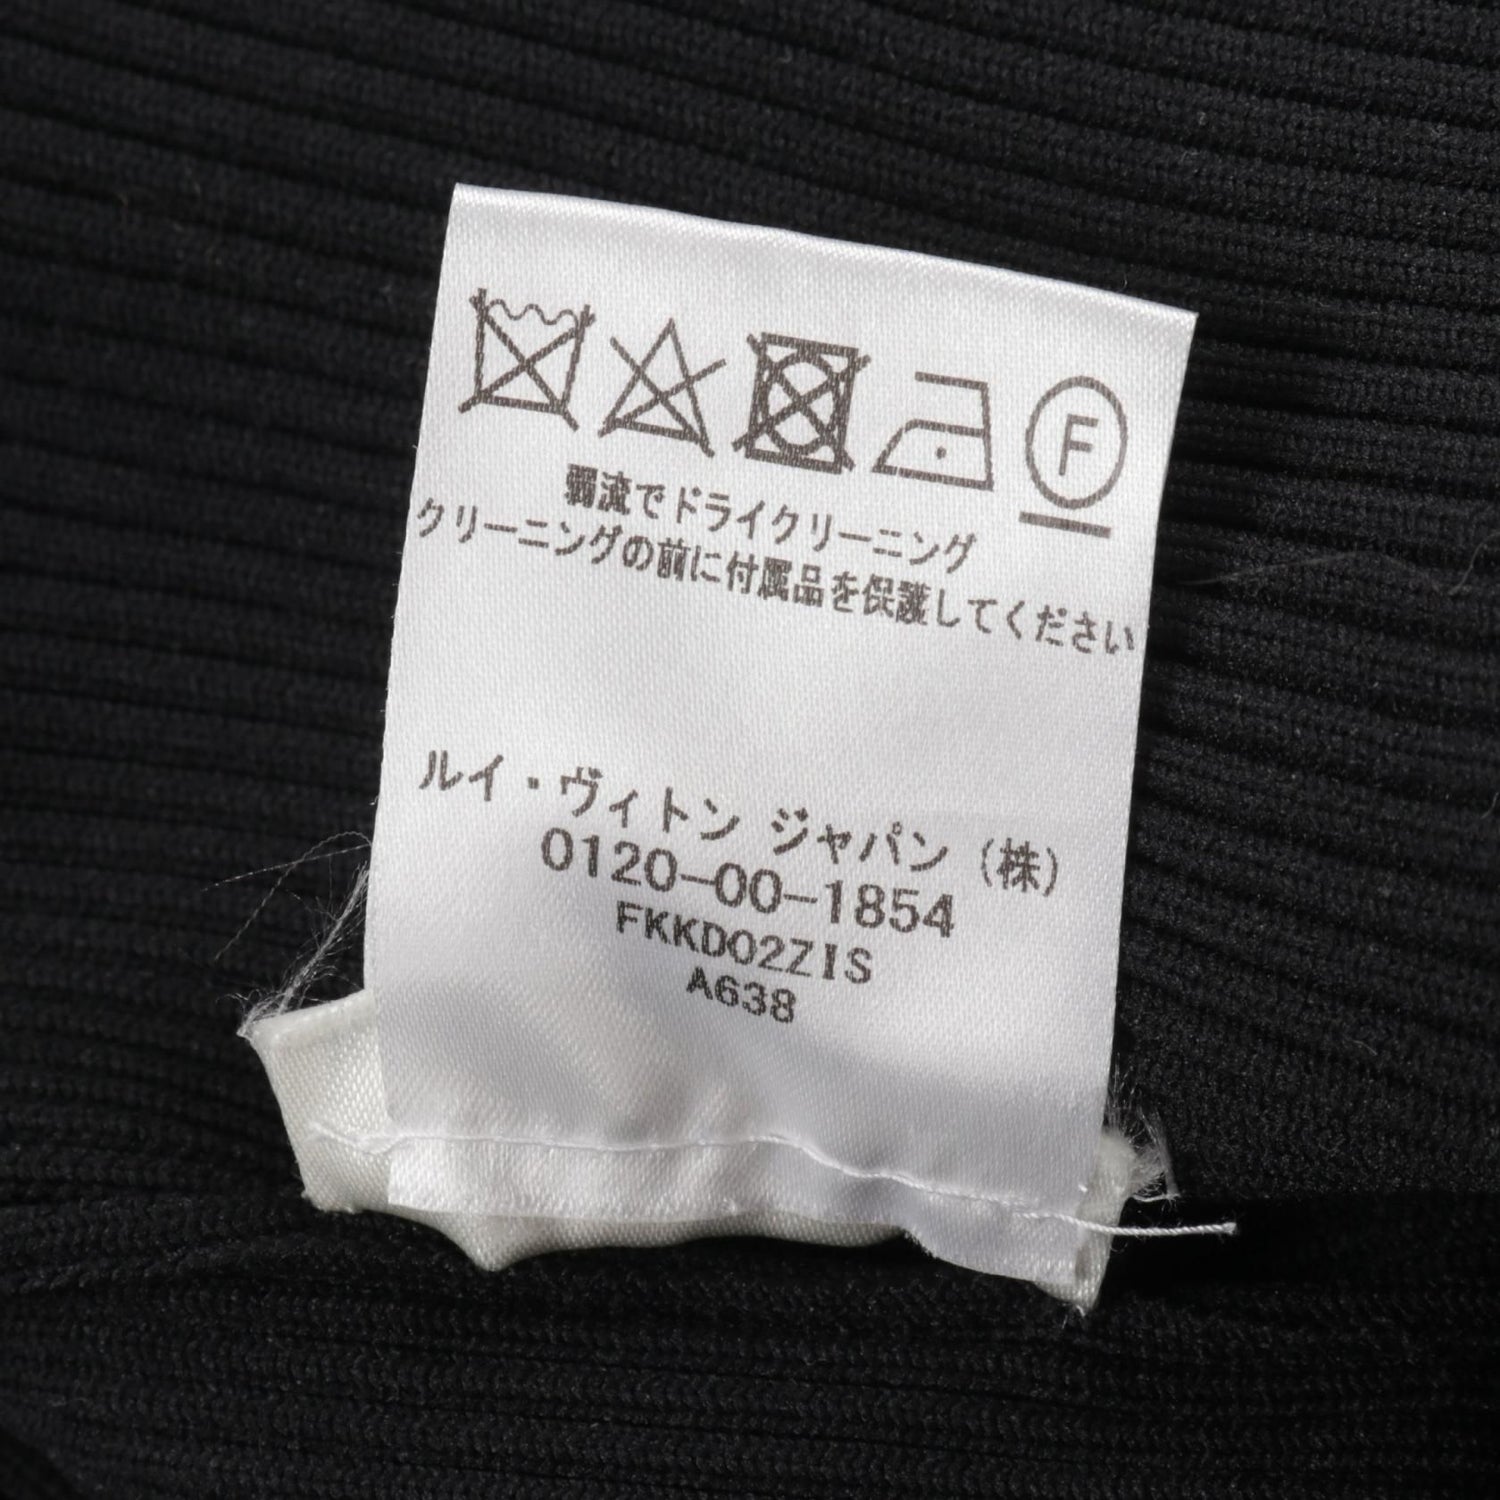 F
弱流でドライクリーニング
クリーニングの前に付属品を保護してください
ルイ・ヴィトン ジャパン（株）
0120-00-1854
FKKD02ZIS
A638